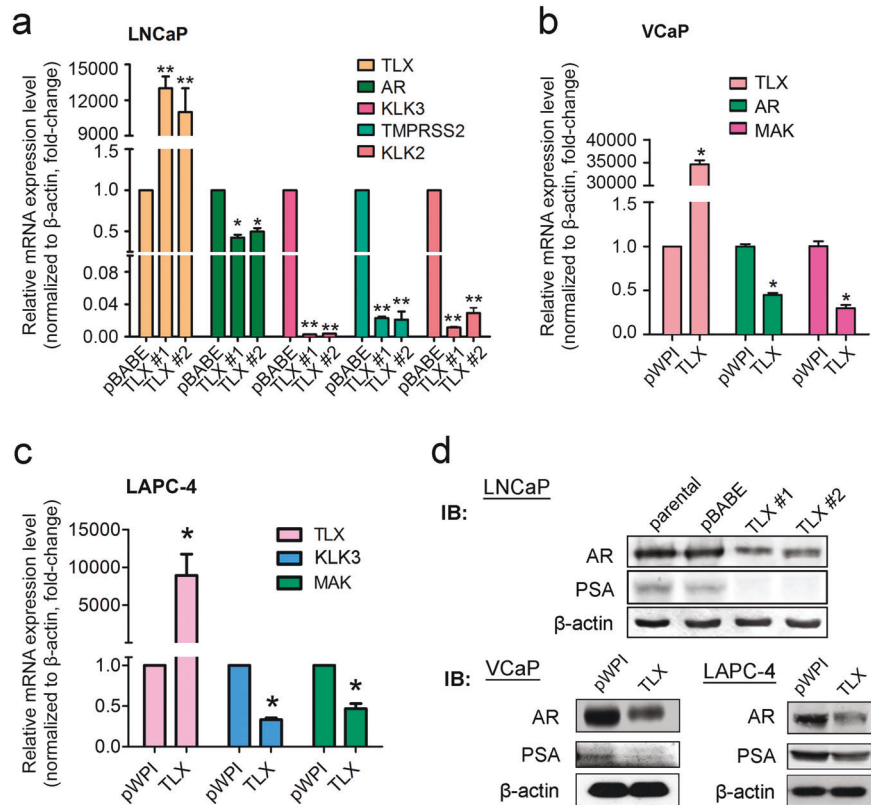 a
LNCaP
Relative mRNA expression level
(normalized to β-actin, fold-change)
15000
12000
9000
1.5
1.0
0.5
0.08
0.04
0.00
** **
* *
** **
** **
** **
TLX
AR
KLK3
TMPRSS2
KLK2
pBABE TLX #1 TLX #2 pBABE TLX #1 TLX #2 pBABE TLX #1 TLX #2 pBABE TLX #1 TLX #2 pBABE TLX #1 TLX #2
b
VCaP
Relative mRNA expression level
(normalized to β-actin, fold-change)
40000
35000
30000
1.5
1.0
0.5
0.0
*
*
*
TLX
AR
MAK
pWPI TLX pWPI TLX pWPI TLX
c
LAPC-4
Relative mRNA expression level
(normalized to β-actin, fold-change)
15000
10000
5000
1.0
0.5
0.0
*
*
*
TLX
KLK3
MAK
pWPI TLX pWPI TLX pWPI TLX
d
IB: LNCaP
parental pBABE TLX #1 TLX #2
AR
PSA
β-actin
IB: VCaP
pWPI TLX
AR
PSA
β-actin
LAPC-4
pWPI TLX
AR
PSA
β-actin